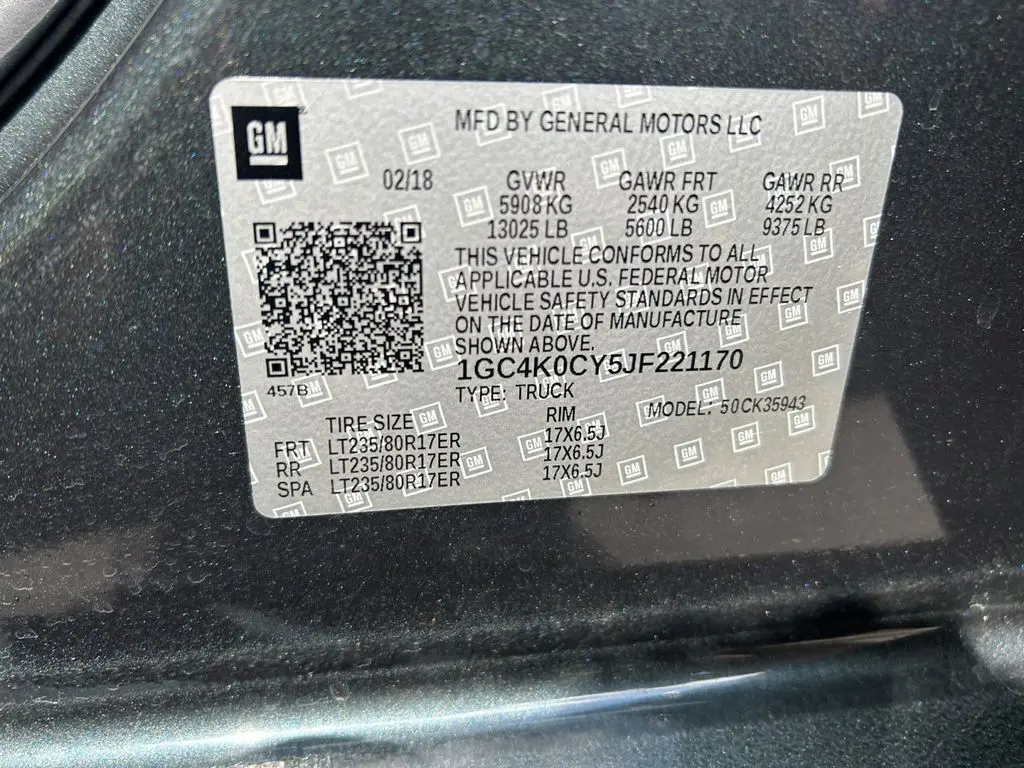 GM
MFD BY GENERAL MOTORS LLC
02/18 GVWR GAWR FRT GAWR RR
5908 KG 2540 KG 4252 KG
13025 LB 5600 LB 9375 LB
THIS VEHICLE CONFORMS TO ALL
APPLICABLE U.S. FEDERAL MOTOR
VEHICLE SAFETY STANDARDS IN EFFECT
ON THE DATE OF MANUFACTURE
SHOWN ABOVE.
1GC4K0CY5JF221170
457B
TYPE: TRUCK MODEL: 50CK35943
TIRE SIZE RIM
FRT LT235/80R17ER 17X6.5J
RR LT235/80R17ER 17X6.5J
SPA LT235/80R17ER 17X6.5J